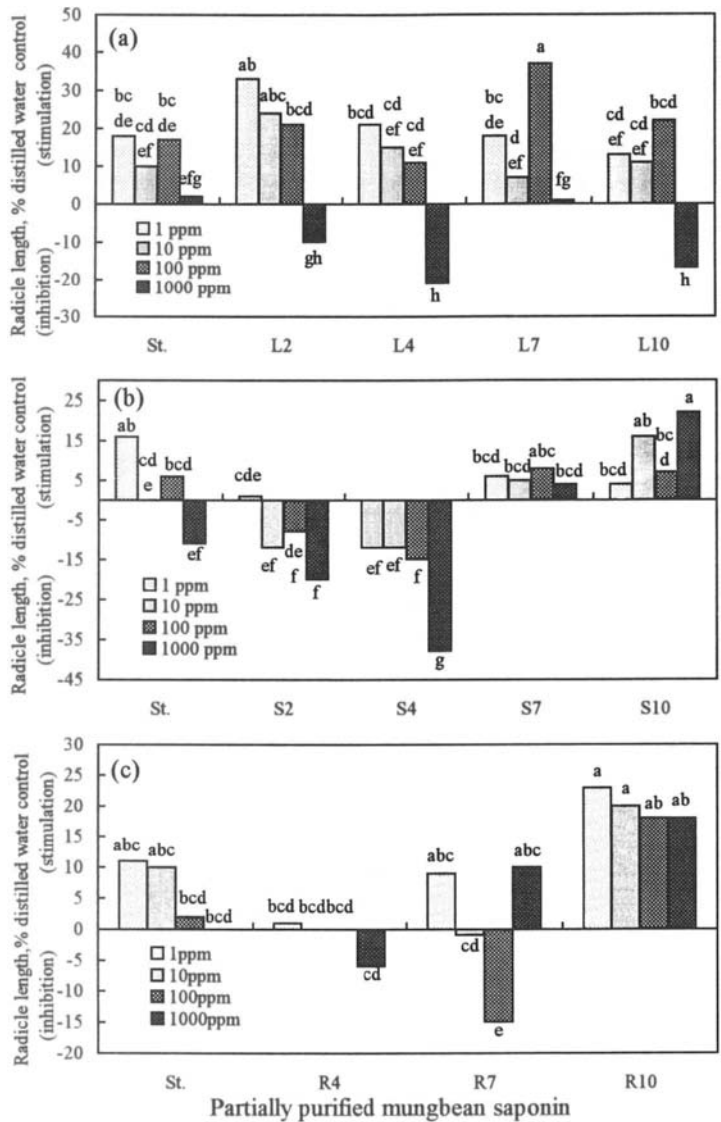 (a)
Radicle length, % distilled water control
(inhibition) (stimulation)
50
40
30
20
10
0
-10
-20
-30
bc
de
cd
ef
bc
de
efg
ab
abc
bcd
gh
bcd
cd
ef
cd
ef
h
bc
de
d
ef
a
fg
cd
ef
cd
ef
bcd
h
1 ppm
10 ppm
100 ppm
1000 ppm
St. L2 L4 L7 L10
(b)
Radicle length, % distilled water control
(inhibition) (stimulation)
25
15
5
-5
-15
-25
-35
-45
ab
cd
e
bcd
ef
cde
ef
de
f
f
ef
ef
f
g
bcd
bcd
abc
bcd
bcd
ab
bc
d
a
1 ppm
10 ppm
100 ppm
1000 ppm
St. S2 S4 S7 S10
(c)
Radicle length,% distilled water control
(inhibition) (stimulation)
30
25
20
15
10
5
0
-5
-10
-15
-20
abc
abc
bcd
bcd
bcd bcdbcd
cd
abc
cd
e
abc
a
a
ab
ab
1ppm
10ppm
100ppm
1000ppm
St. R4 R7 R10
Partially purified mungbean saponin